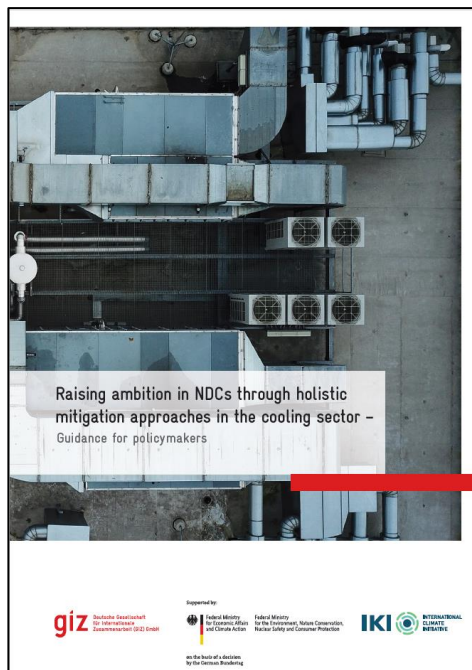 Raising ambition in NDCs through holistic
mitigation approaches in the cooling sector –
Guidance for policymakers
giz
Deutsche Gesellschaft
für Internationale
Zusammenarbeit (GIZ) GmbH
Supported by:
Federal Ministry
for Economic Affairs
and Climate Action
Federal Ministry
for the Environment, Nature Conservation,
Nuclear Safety and Consumer Protection
on the basis of a decision
by the German Bundestag
IKI
INTERNATIONAL
CLIMATE
INITIATIVE